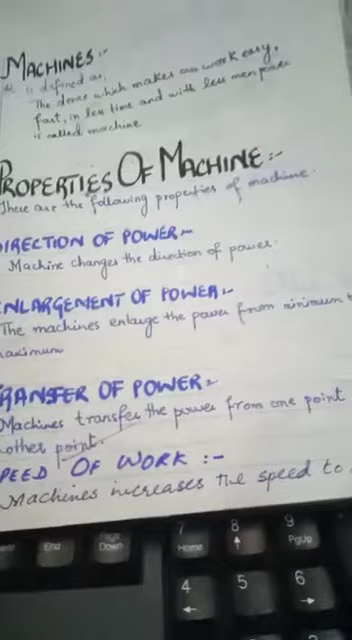 MACHINES:-
It is defined as,
The device which makes our work easy,
fast, in less time and with less men power
is called machine
PROPERTIES OF MACHINE:-
These are the following properties of machine.
DIRECTION OF POWER:-
Machine changes the direction of power.
ENLARGEMENT OF POWER:-
The machines enlarge the power from minimum t
aximum
TRANSFER OF POWER:-
Machines transfer the power from one point
other point.
PEED OF WORK:-
Machines increases the speed to
End
Page
Down
7
Home
8
↑
9
PgUp
4
←
5
6
→